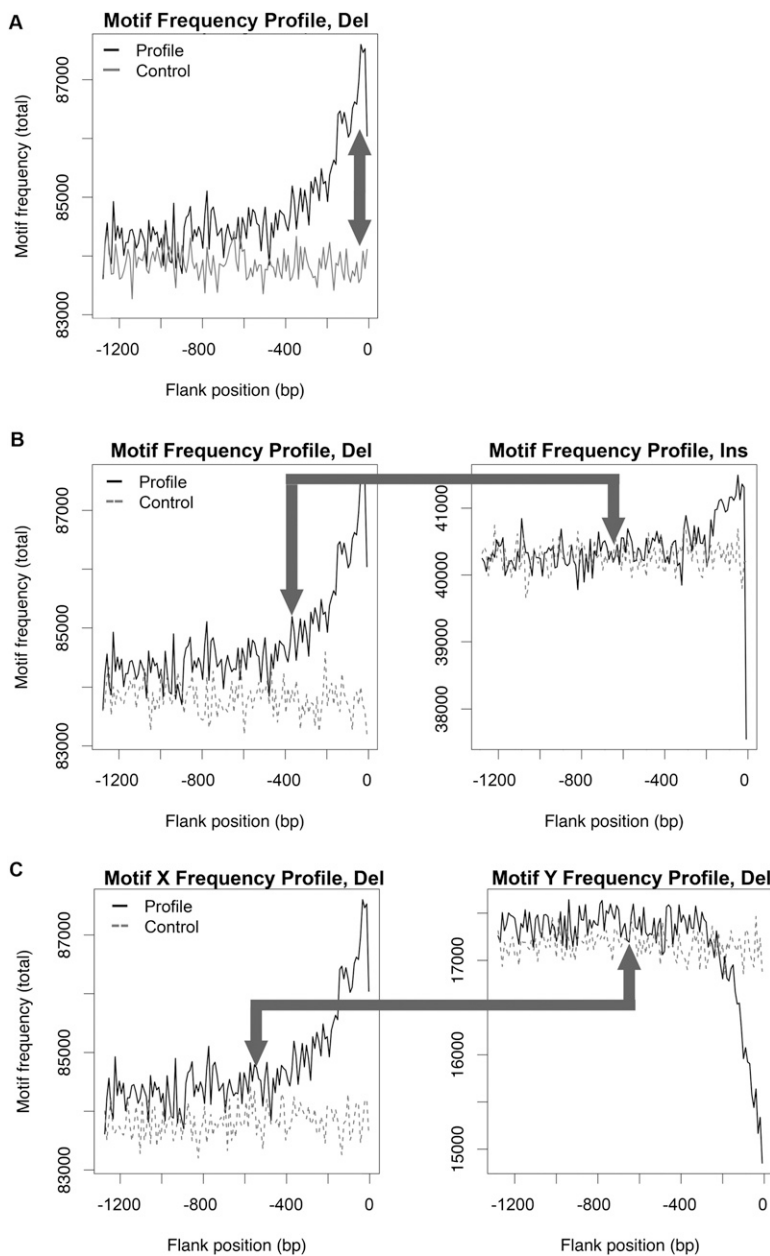 A
Motif Frequency Profile, Del
Profile
Control
Motif frequency (total)
87000
85000
83000
-1200 -800 -400 0
Flank position (bp)
B
Motif Frequency Profile, Del
Profile
Control
Motif frequency (total)
87000
85000
83000
-1200 -800 -400 0
Flank position (bp)
Motif Frequency Profile, Ins
41000
40000
39000
38000
-1200 -800 -400 0
Flank position (bp)
C
Motif X Frequency Profile, Del
Profile
Control
Motif frequency (total)
87000
85000
83000
-1200 -800 -400 0
Flank position (bp)
Motif Y Frequency Profile, Del
17000
16000
15000
-1200 -800 -400 0
Flank position (bp)